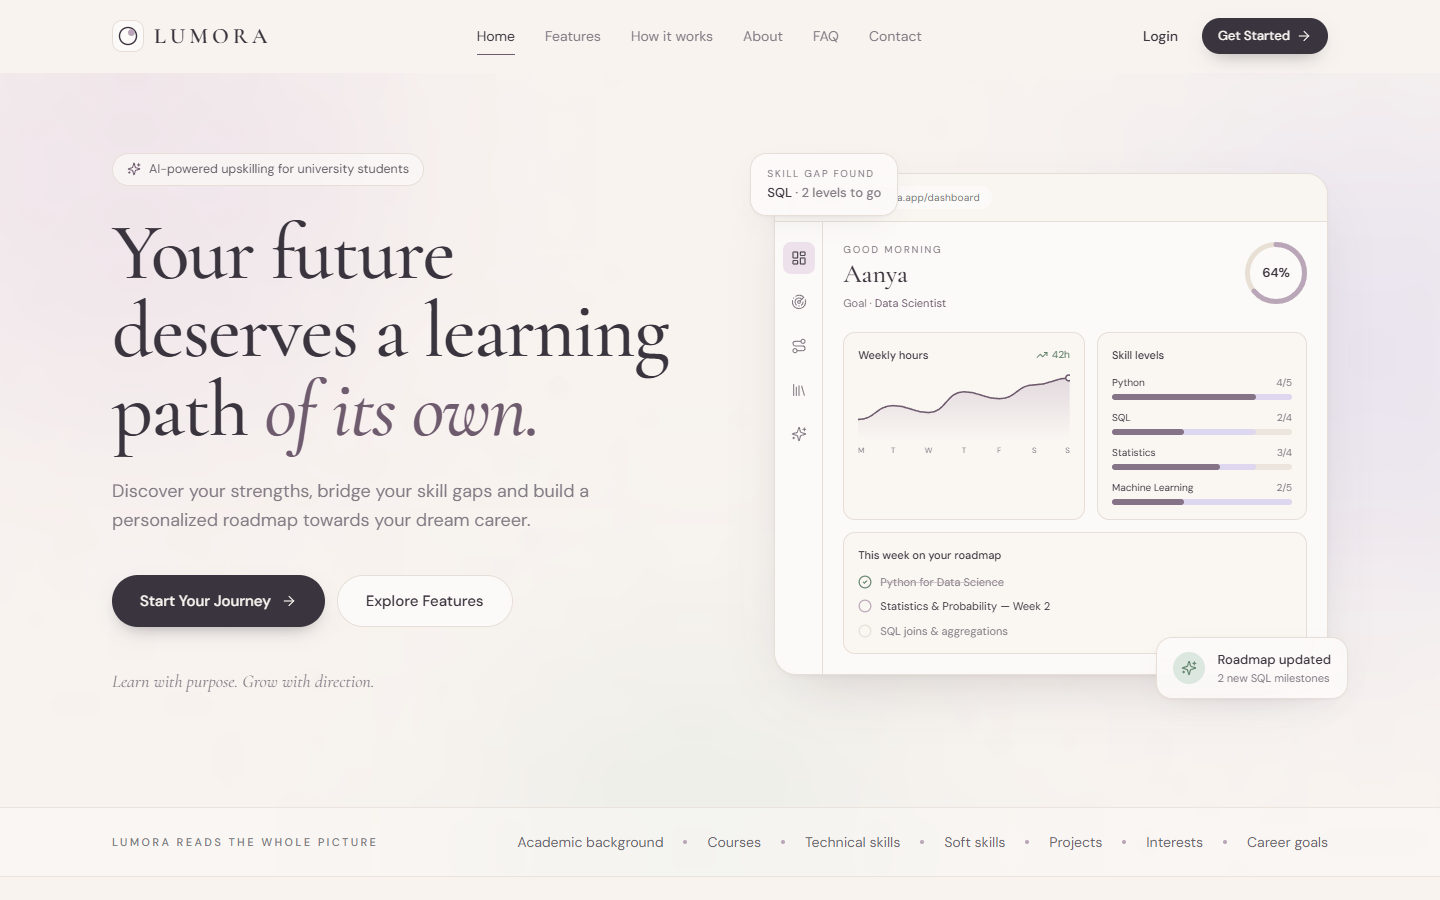 LUMORA
Home
Features
How it works
About
FAQ
Contact
Login
Get Started
AI-powered upskilling for university students
Your future
deserves a learning
path of its own.
Discover your strengths, bridge your skill gaps and build a
personalized roadmap towards your dream career.
Start Your Journey
Explore Features
Learn with purpose. Grow with direction.
SKILL GAP FOUND
SQL · 2 levels to go
a.app/dashboard
GOOD MORNING
Aanya
Goal · Data Scientist
64%
Weekly hours
42h
M T W T F S S
Skill levels
Python 4/5
SQL 2/4
Statistics 3/4
Machine Learning 2/5
This week on your roadmap
Python for Data Science
Statistics & Probability — Week 2
SQL joins & aggregations
Roadmap updated
2 new SQL milestones
LUMORA READS THE WHOLE PICTURE
Academic background • Courses • Technical skills • Soft skills • Projects • Interests • Career goals